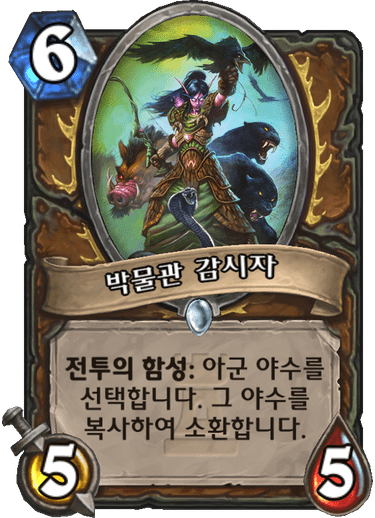 6
박물관 감시자
전투의 함성: 아군 야수를
선택합니다. 그 야수를
복사하여 소환합니다.
5
5